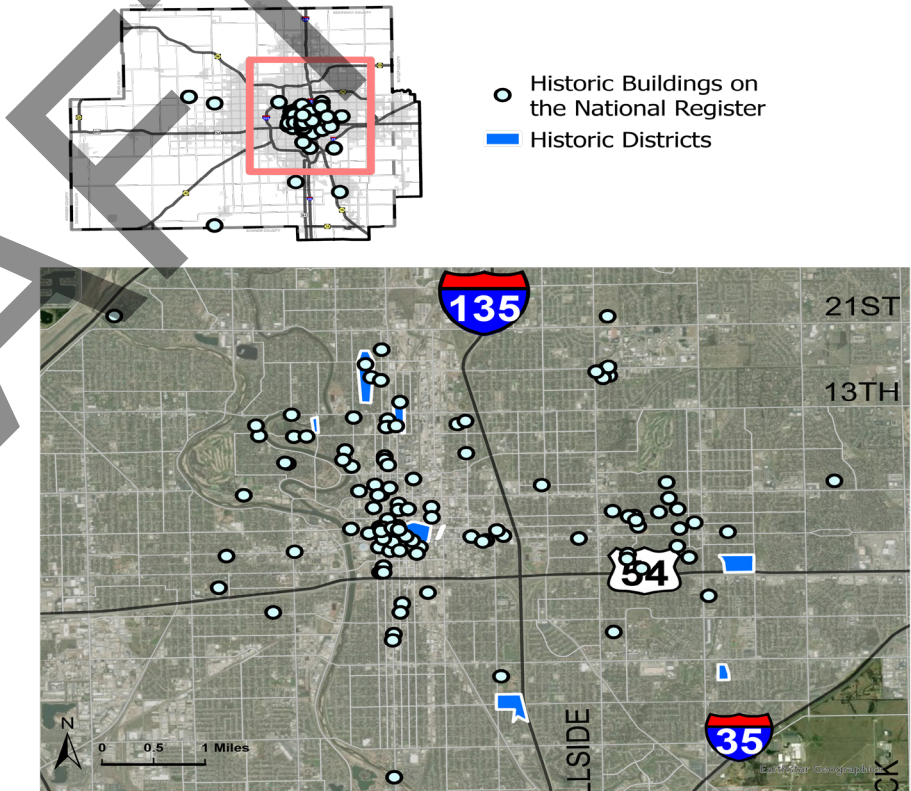 Historic Buildings on
the National Register
Historic Districts
135
21ST
13TH
54
N
0 0.5 1 Miles
LLSIDE
35
CK